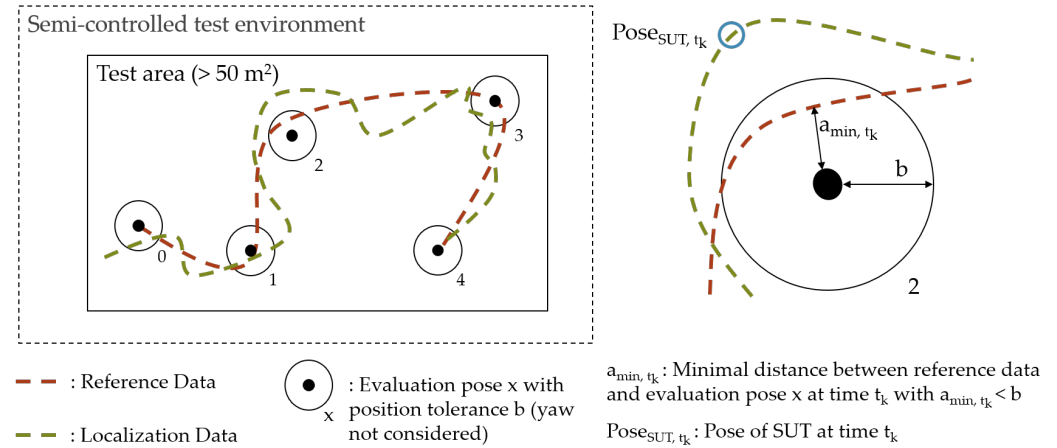 Semi-controlled test environment
Test area (> 50 m²)
0
1
2
3
4
Pose_SUT, t_k
a_min, t_k
b
2
: Reference Data
: Localization Data
x
: Evaluation pose x with
position tolerance b (yaw
not considered)
a_min, t_k : Minimal distance between reference data
and evaluation pose x at time t_k with a_min, t_k < b
Pose_SUT, t_k : Pose of SUT at time t_k